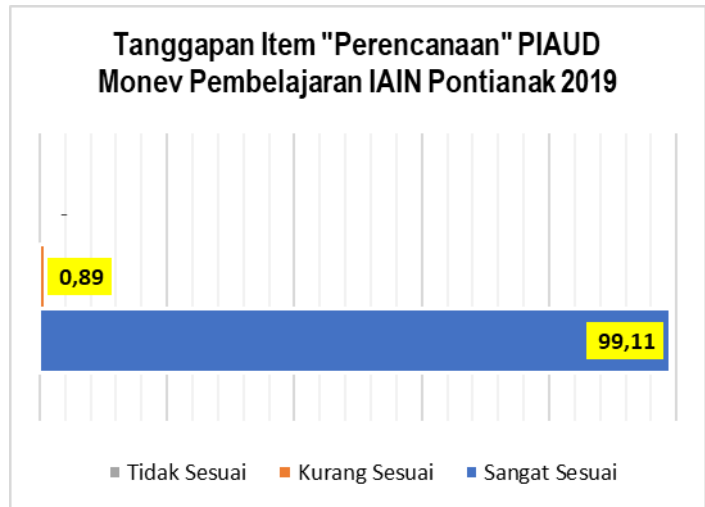 Tanggapan Item "Perencanaan" PIAUD
Monev Pembelajaran IAIN Pontianak 2019
-
0,89
99,11
Tidak Sesuai
Kurang Sesuai
Sangat Sesuai